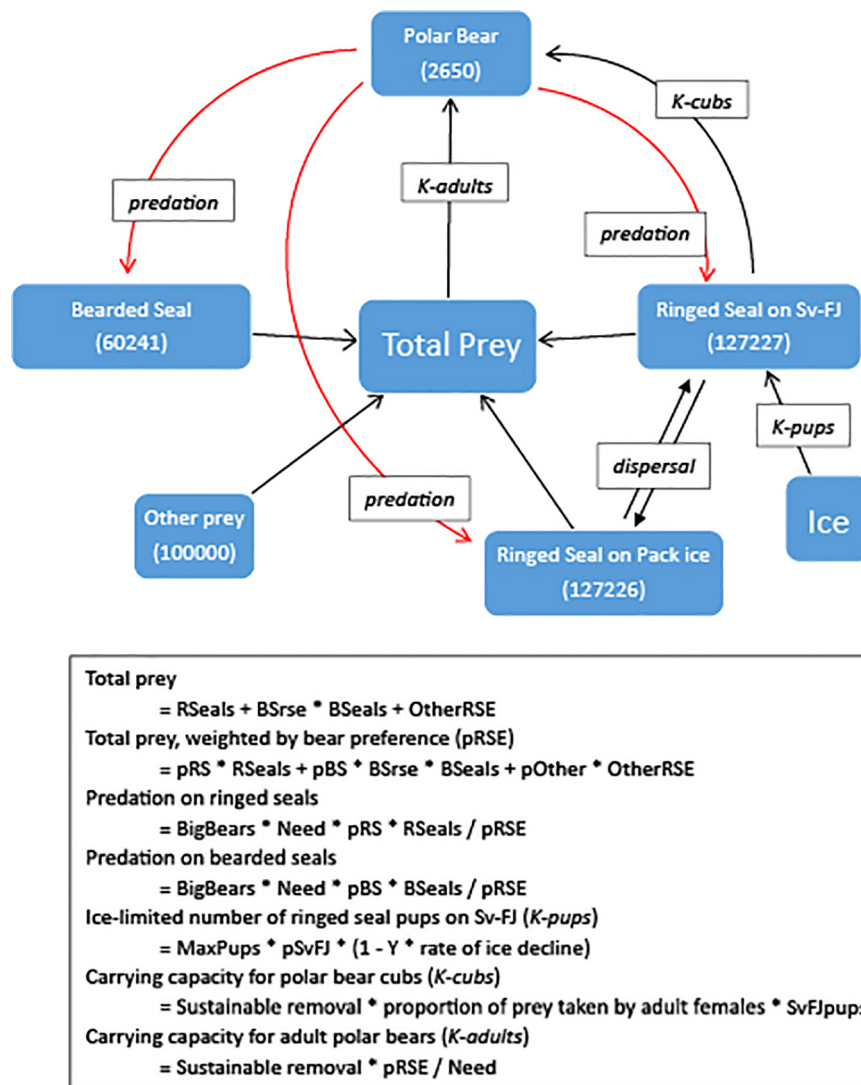 Polar Bear
(2650)
K-cubs
K-adults
predation
predation
Bearded Seal
(60241)
Total Prey
Ringed Seal on Sv-FJ
(127227)
K-pups
dispersal
predation
Other prey
(100000)
Ice
Ringed Seal on Pack ice
(127226)
Total prey
= RSeals + BSrse * BSeals + OtherRSE
Total prey, weighted by bear preference (pRSE)
= pRS * RSeals + pBS * BSrse * BSeals + pOther * OtherRSE
Predation on ringed seals
= BigBears * Need * pRS * RSeals / pRSE
Predation on bearded seals
= BigBears * Need * pBS * BSeals / pRSE
Ice-limited number of ringed seal pups on Sv-FJ (K-pups)
= MaxPups * pSvFJ * (1 - Y * rate of ice decline)
Carrying capacity for polar bear cubs (K-cubs)
= Sustainable removal * proportion of prey taken by adult females * SvFJpups
Carrying capacity for adult polar bears (K-adults)
= Sustainable removal * pRSE / Need